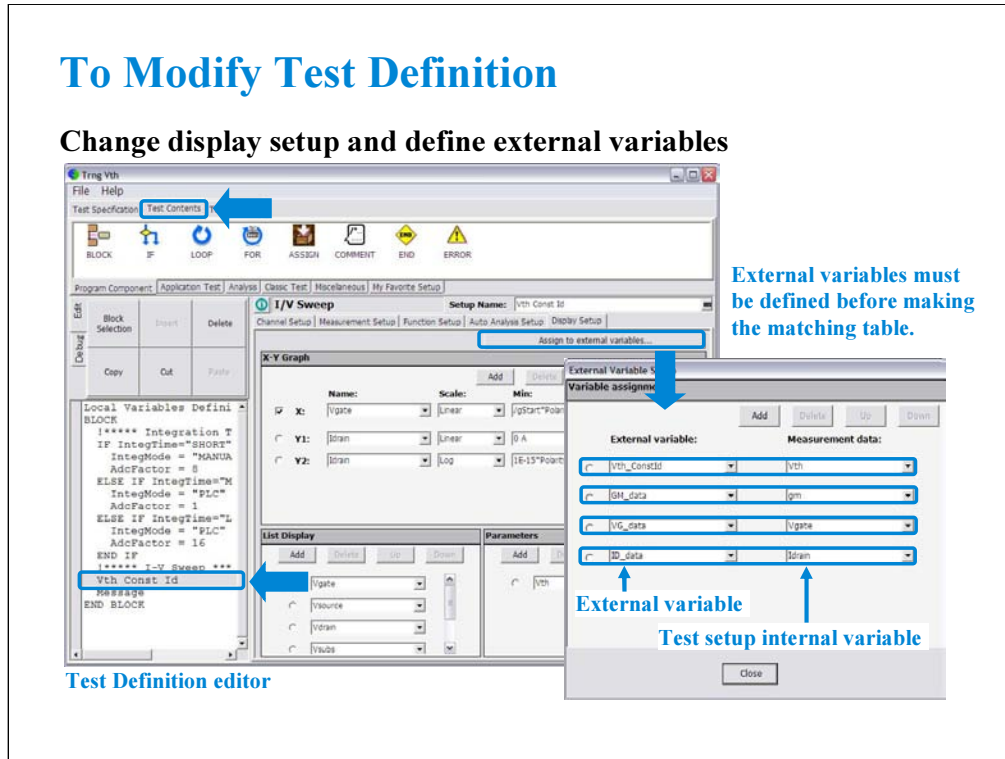 To Modify Test Definition
Change display setup and define external variables
Trng Vth
File Help
Test Specification Test Contents
BLOCK IF LOOP FOR ASSIGN COMMENT END ERROR
Program Component Application Test Analysis Classic Test Miscelaneous My Favorite Setup
Edit
Debug
Block Selection Insert Delete
Copy Cut Paste
I/V Sweep Setup Name: Vth Const Id
Channel Setup Measurement Setup Function Setup Auto Analysis Setup Display Setup
Assign to external variables...
X-Y Graph
Add Delete
Name: Scale: Min:
X: Vgate Linear
Y1: Idrain Linear 0 A
Y2: Idrain Log
Local Variables Defini
BLOCK
!***** Integration T
IF IntegTime="SHORT"
IntegMode = "MANUA
AdcFactor = 8
ELSE IF IntegTime="M
IntegMode = "PLC"
AdcFactor = 1
ELSE IF IntegTime="L
IntegMode = "PLC"
AdcFactor = 16
END IF
!***** I-V Sweep ***
Vth Const Id
Message
END BLOCK
List Display
Add Delete Up Down
Vgate
Vsource
Vdrain
Vsubs
Parameters
Add
Vth
Test Definition editor
External variables must
be defined before making
the matching table.
External Variable S
Variable assignme
Add Delete Up Down
External variable: Measurement data:
Vth_ConstId Vth
GM_data gm
VG_data Vgate
ID_data Idrain
External variable
Test setup internal variable
Close